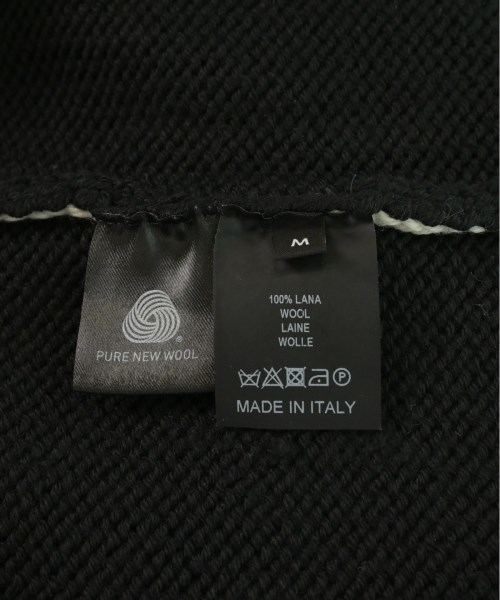 M
100% LANA
WOOL
LAINE
WOLLE
P
MADE IN ITALY
®
PURE NEW WOOL